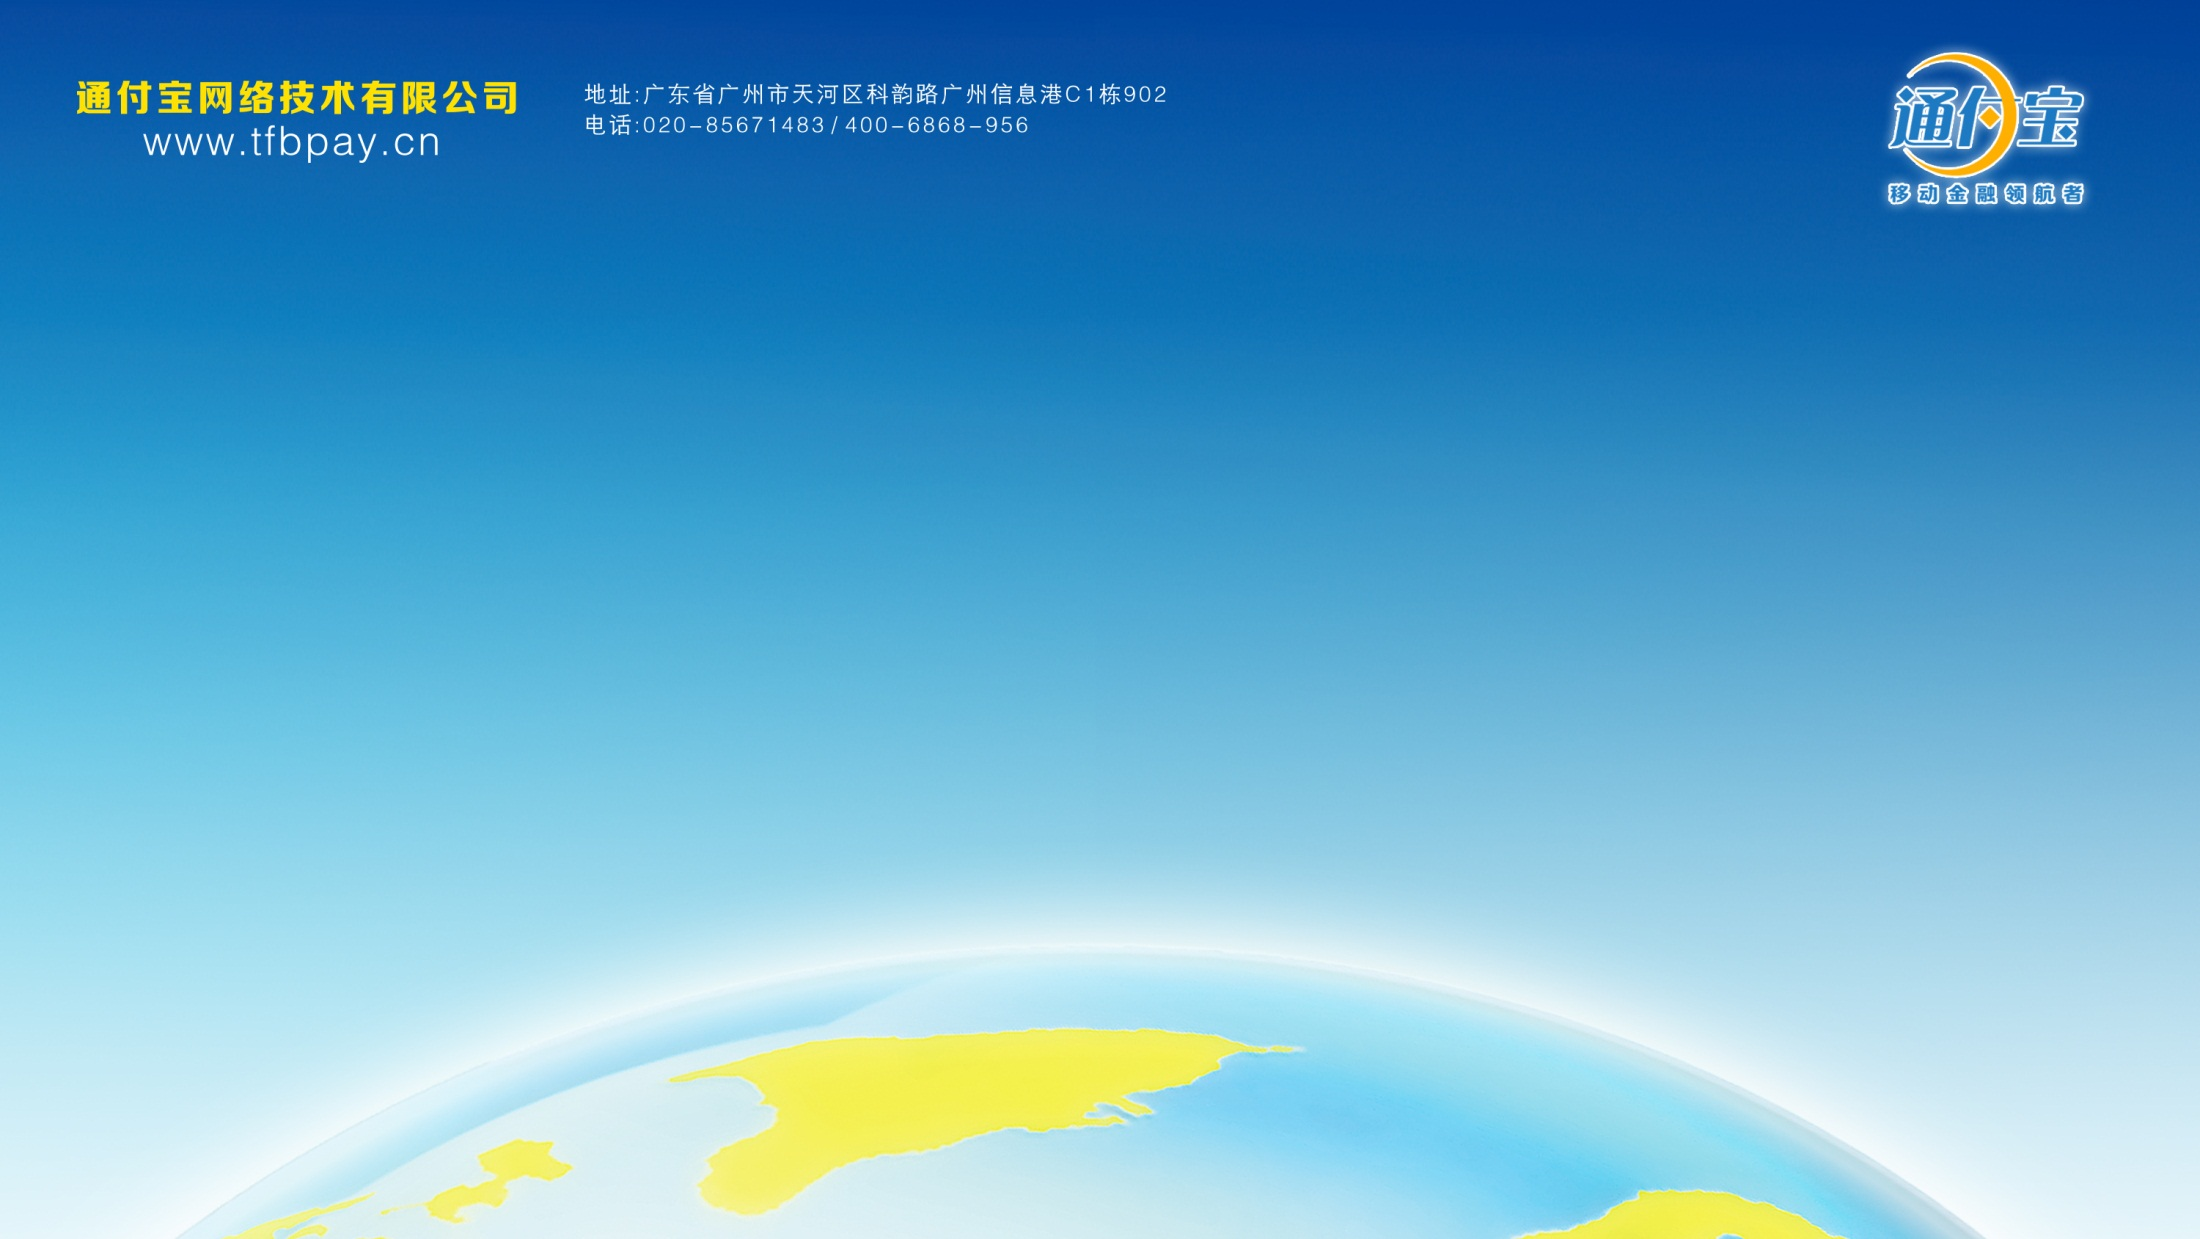 通付宝网络技术有限公司
www.tfbpay.cn
地址:广东省广州市天河区科韵路广州信息港C1栋902
电话:020-85671483/400-6868-956
通付宝
移动金融领航者